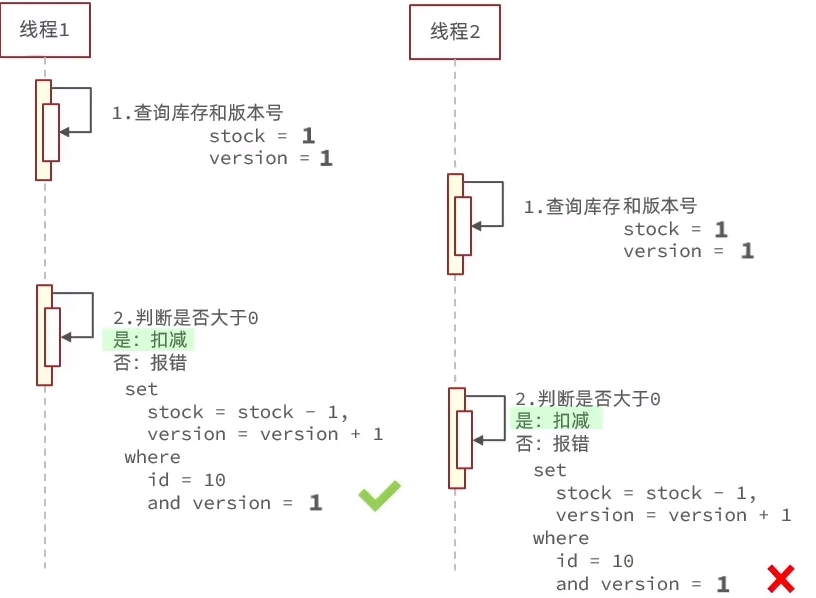 线程1
1.查询库存和版本号
stock = 1
version = 1
2.判断是否大于0
是: 扣减
否: 报错
set
stock = stock - 1,
version = version + 1
where
id = 10
and version = 1
线程2
1.查询库存和版本号
stock = 1
version = 1
2.判断是否大于0
是: 扣减
否: 报错
set
stock = stock - 1,
version = version + 1
where
id = 10
and version = 1